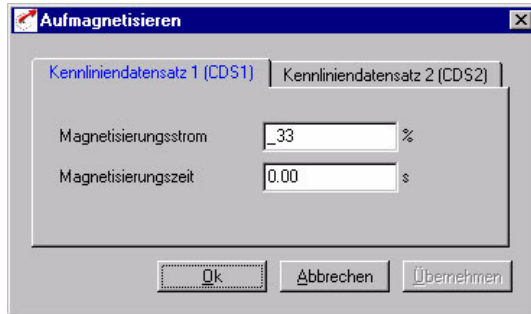 Aufmagnetisieren
Kennliniendatensatz 1 (CDS1) Kennliniendatensatz 2 (CDS2)
Magnetisierungsstrom _33 %
Magnetisierungszeit 0.00 s
Ok Abbrechen Übernehmen